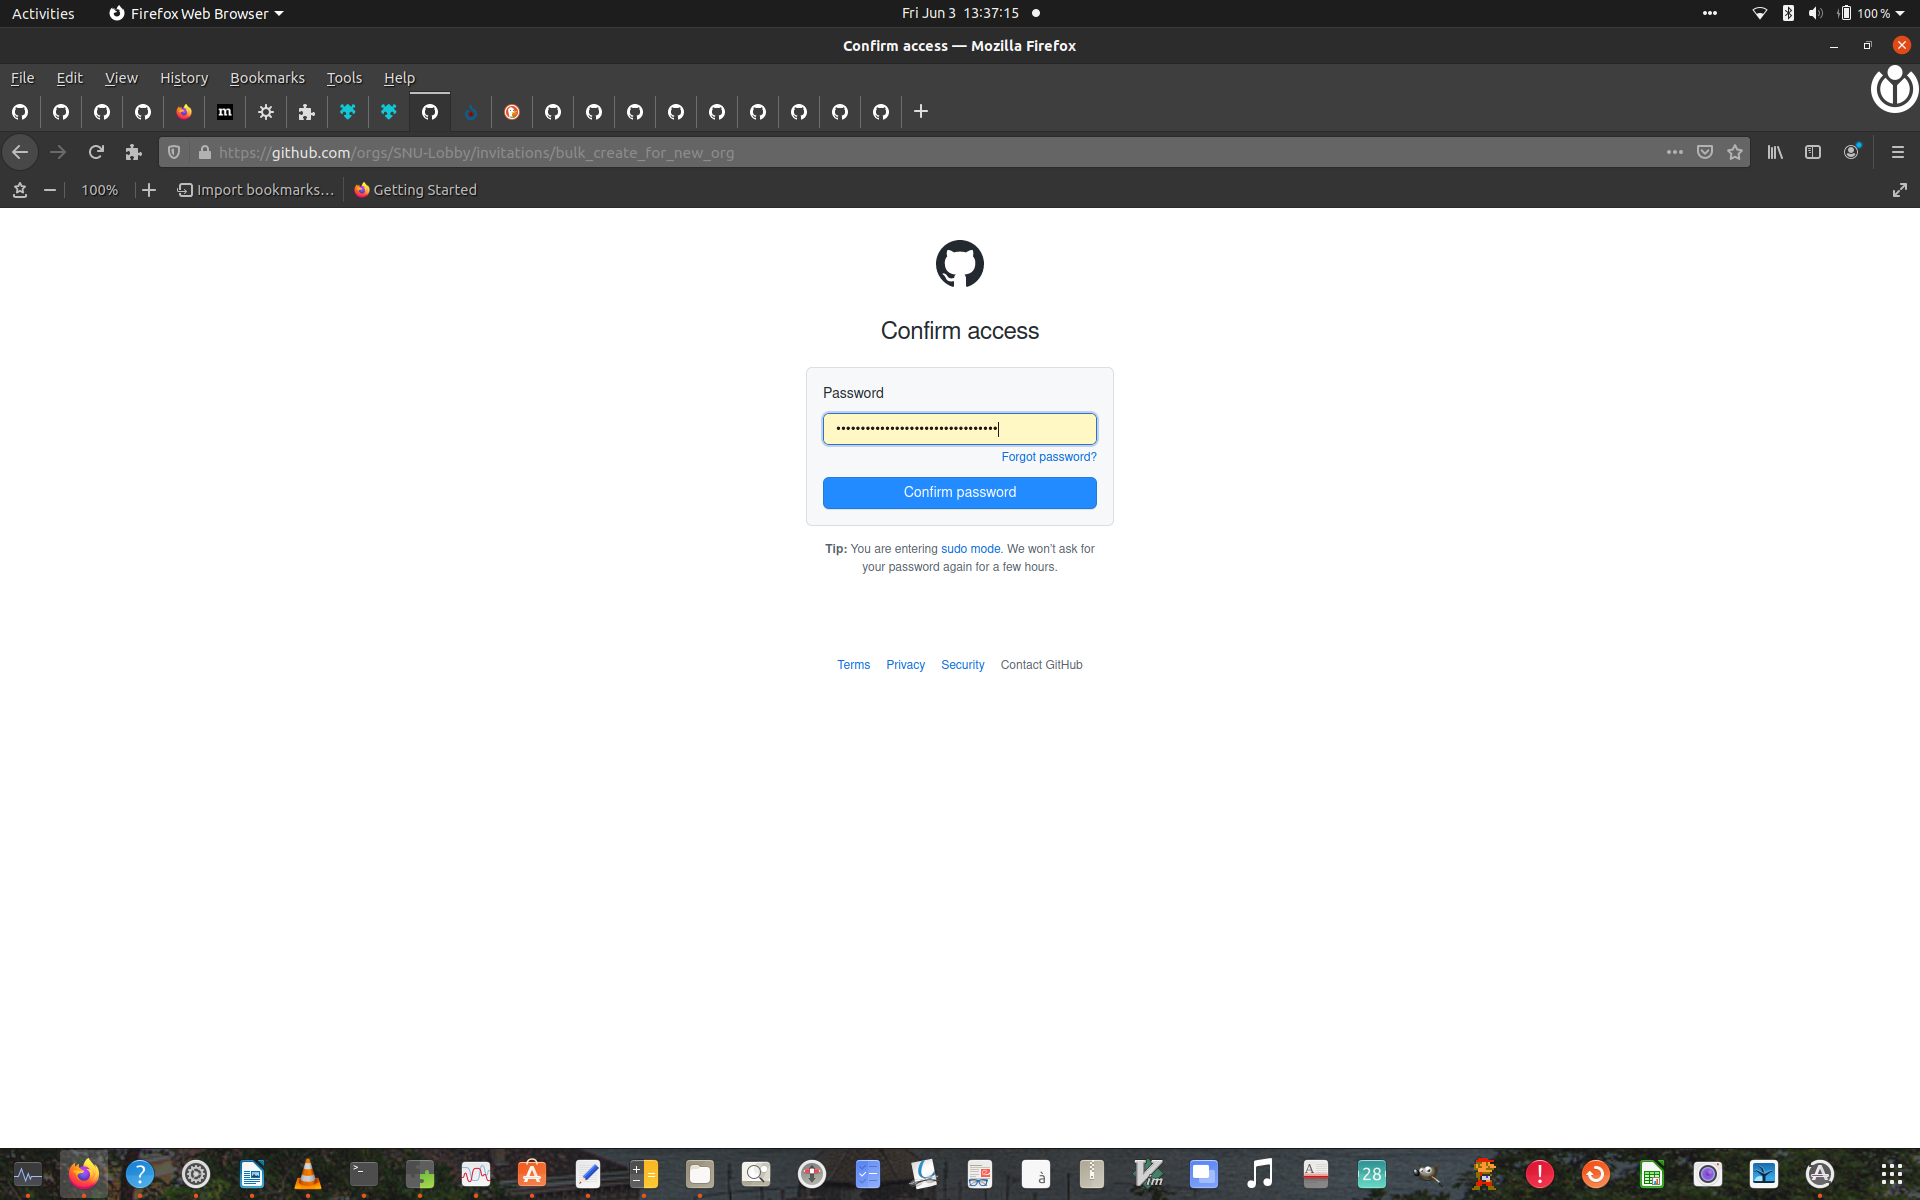 Activities
Firefox Web Browser
Fri Jun 3 13:37:15
100 %
Confirm access — Mozilla Firefox
File Edit View History Bookmarks Tools Help
m
https://github.com/orgs/SNU-Lobby/invitations/bulk_create_for_new_org
100%
Import bookmarks...
Getting Started
Confirm access
Password
Forgot password?
Confirm password
Tip: You are entering sudo mode. We won't ask for
your password again for a few hours.
Terms Privacy Security Contact GitHub
?
>_
à
Vim
A
28
!